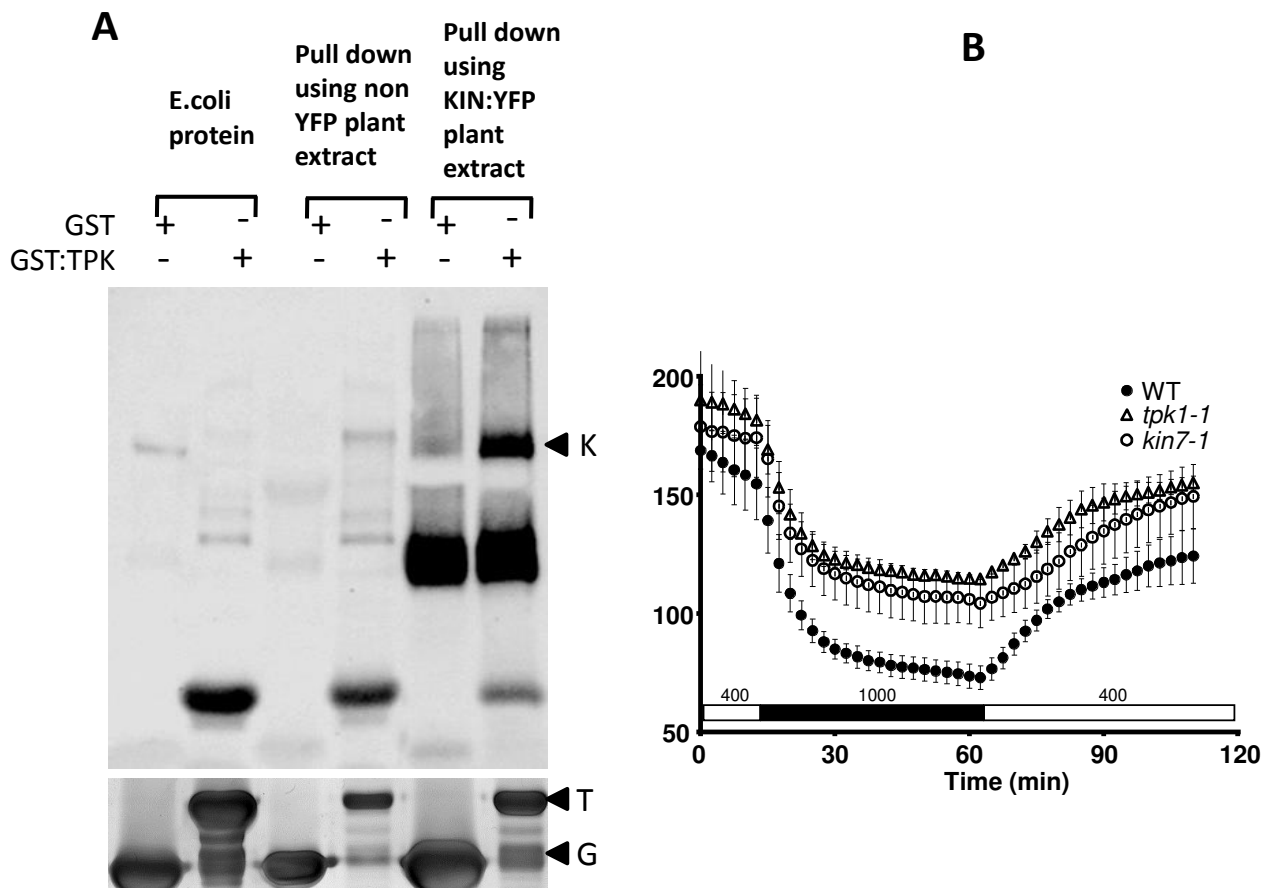 A
E.coli
protein
Pull down
using non
YFP plant
extract
Pull down
using
KIN:YFP
plant
extract
GST + - + - + -
GST:TPK - + - + - +
K
T
G
B
200
150
100
50
WT
tpk1-1
kin7-1
400 1000 400
0 30 60 90 120
Time (min)